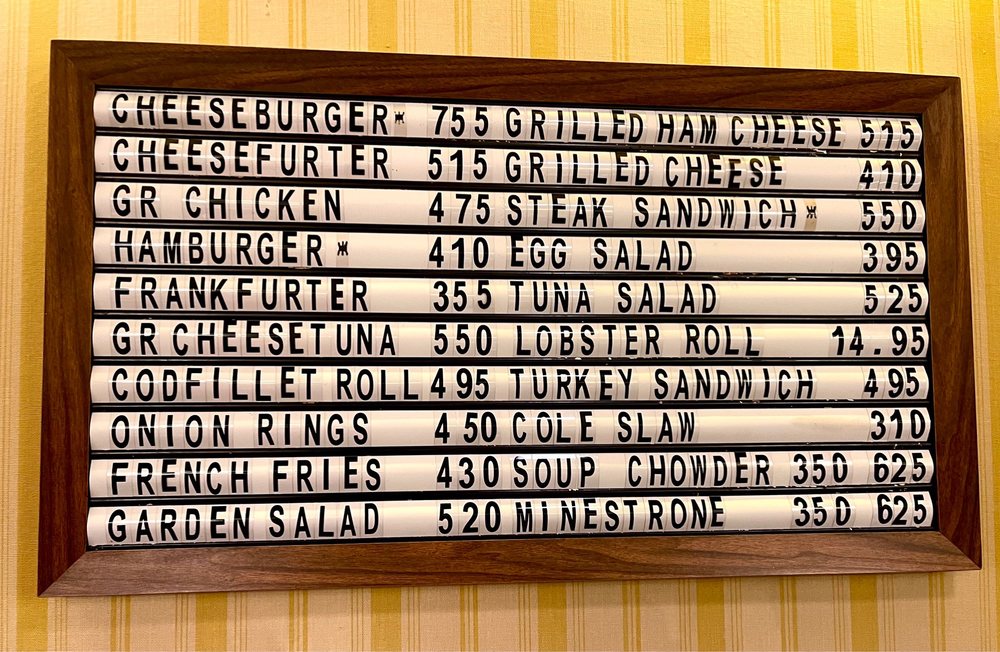 CHEESEBURGER* 755 GRILLED HAM CHEESE 515
CHEESEFURTER 515 GRILLED CHEESE 410
GR CHICKEN 475 STEAK SANDWICH* 550
HAMBURGER* 410 EGG SALAD 395
FRANKFURTER 355 TUNA SALAD 525
GR CHEESETUNA 550 LOBSTER ROLL 14.95
CODFILLET ROLL 495 TURKEY SANDWICH 495
ONION RINGS 450 COLE SLAW 310
FRENCH FRIES 430 SOUP CHOWDER 350 625
GARDEN SALAD 520 MINESTRONE 350 625